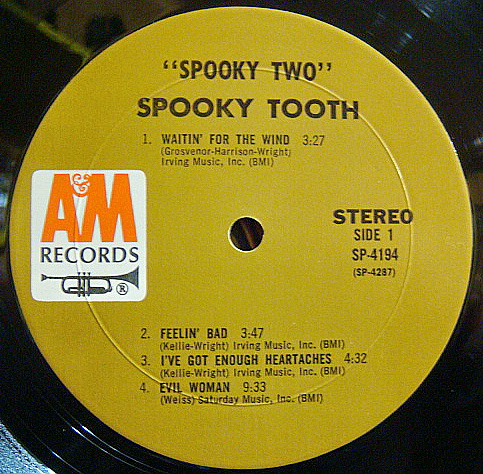 “SPOOKY TWO”
SPOOKY TOOTH
1. WAITIN' FOR THE WIND 3:27
(Grosvenor-Harrison-Wright)
Irving Music, Inc. (BMI)
A&M
RECORDS
®
STEREO
SIDE 1
SP-4194
(SP-4287)
2. FEELIN' BAD 3:47
(Kellie-Wright) Irving Music, Inc. (BMI)
3. I'VE GOT ENOUGH HEARTACHES 4:32
(Kellie-Wright) Irving Music, Inc. (BMI)
4. EVIL WOMAN 9:33
(Weiss) Saturday Music, Inc. (BMI)